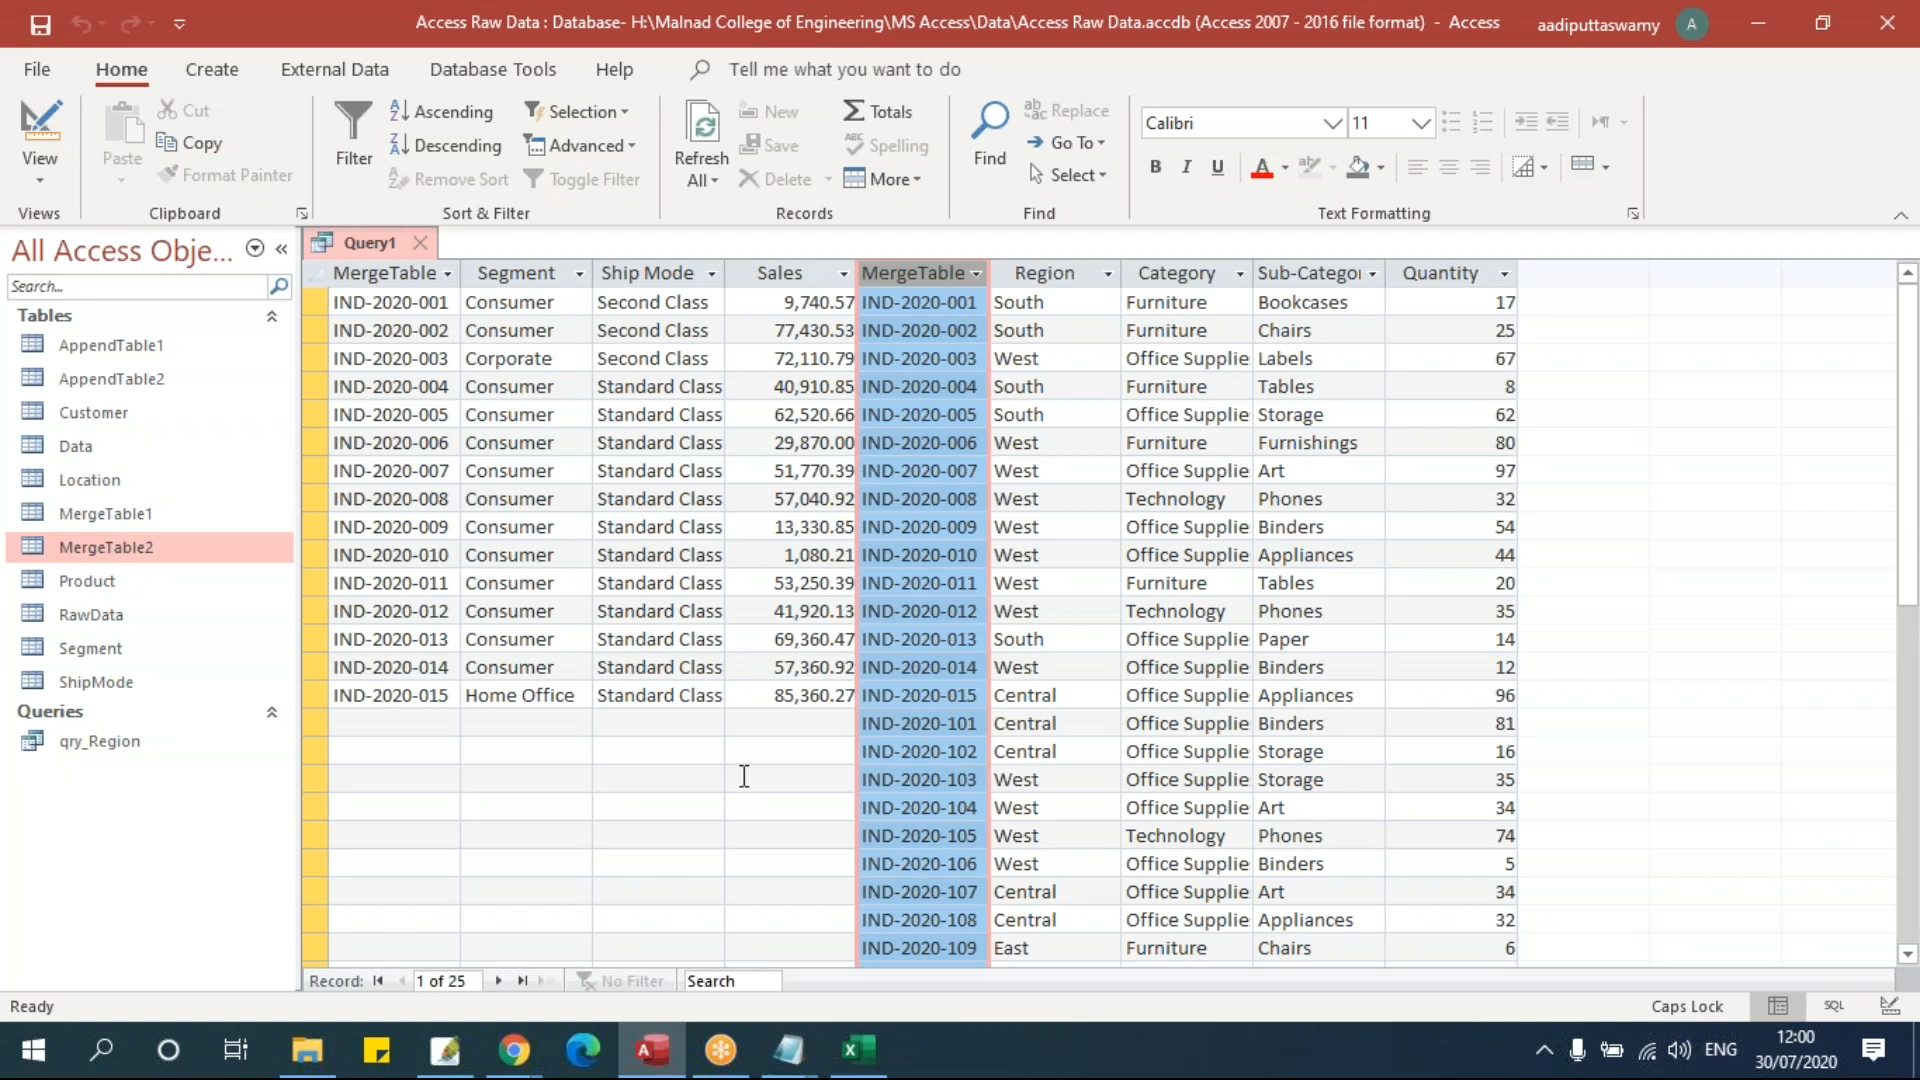 Access Raw Data : Database- H:\Malnad College of Engineering\MS Access\Data\Access Raw Data.accdb (Access 2007 - 2016 file format) - Access
aadiputtaswamy A
File Home Create External Data Database Tools Help Tell me what you want to do
View
Paste
Cut
Copy
Format Painter
Filter
Ascending
Descending
Remove Sort
Selection
Advanced
Toggle Filter
Refresh
All
New
Save
Delete
Totals
Spelling
More
Find
Replace
Go To
Select
Calibri 11
B I U A
Views Clipboard Sort & Filter Records Find Text Formatting
All Access Obje...
Search...
Tables
AppendTable1
AppendTable2
Customer
Data
Location
MergeTable1
MergeTable2
Product
RawData
Segment
ShipMode
Queries
qry_Region
Query1
MergeTable Segment Ship Mode Sales MergeTable Region Category Sub-Categor Quantity
IND-2020-001 Consumer Second Class 9,740.57 IND-2020-001 South Furniture Bookcases 17
IND-2020-002 Consumer Second Class 77,430.53 IND-2020-002 South Furniture Chairs 25
IND-2020-003 Corporate Second Class 72,110.79 IND-2020-003 West Office Supplie Labels 67
IND-2020-004 Consumer Standard Class 40,910.85 IND-2020-004 South Furniture Tables 8
IND-2020-005 Consumer Standard Class 62,520.66 IND-2020-005 South Office Supplie Storage 62
IND-2020-006 Consumer Standard Class 29,870.00 IND-2020-006 West Furniture Furnishings 80
IND-2020-007 Consumer Standard Class 51,770.39 IND-2020-007 West Office Supplie Art 97
IND-2020-008 Consumer Standard Class 57,040.92 IND-2020-008 West Technology Phones 32
IND-2020-009 Consumer Standard Class 13,330.85 IND-2020-009 West Office Supplie Binders 54
IND-2020-010 Consumer Standard Class 1,080.21 IND-2020-010 West Office Supplie Appliances 44
IND-2020-011 Consumer Standard Class 53,250.39 IND-2020-011 West Furniture Tables 20
IND-2020-012 Consumer Standard Class 41,920.13 IND-2020-012 West Technology Phones 35
IND-2020-013 Consumer Standard Class 69,360.47 IND-2020-013 South Office Supplie Paper 14
IND-2020-014 Consumer Standard Class 57,360.92 IND-2020-014 West Office Supplie Binders 12
IND-2020-015 Home Office Standard Class 85,360.27 IND-2020-015 Central Office Supplie Appliances 96
IND-2020-101 Central Office Supplie Binders 81
IND-2020-102 Central Office Supplie Storage 16
IND-2020-103 West Office Supplie Storage 35
IND-2020-104 West Office Supplie Art 34
IND-2020-105 West Technology Phones 74
IND-2020-106 West Office Supplie Binders 5
IND-2020-107 Central Office Supplie Art 34
IND-2020-108 Central Office Supplie Appliances 32
IND-2020-109 East Furniture Chairs 6
Record: 1 of 25 No Filter Search
Ready Caps Lock SQL
ENG 12:00
30/07/2020